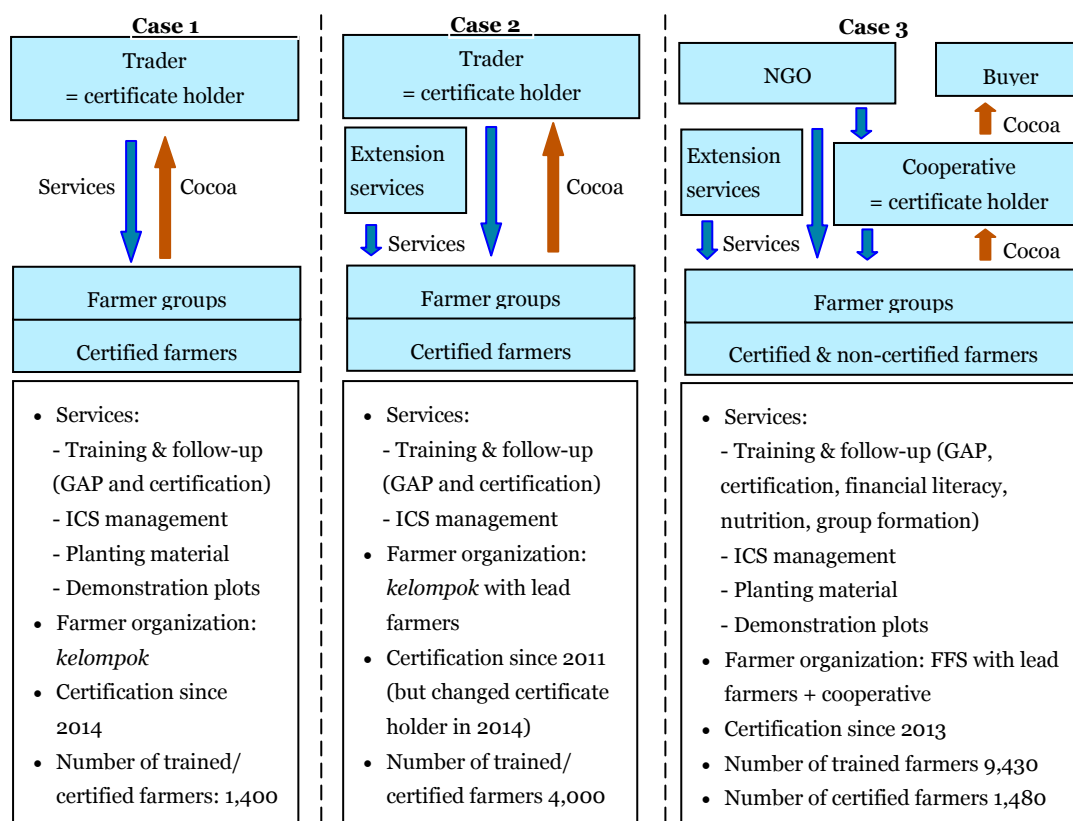 Case 1
Trader
= certificate holder
Services
Cocoa
Farmer groups
Certified farmers
• Services:
- Training & follow-up
(GAP and certification)
- ICS management
- Planting material
- Demonstration plots
• Farmer organization:
kelompok
• Certification since
2014
• Number of trained/
certified farmers: 1,400
Case 2
Trader
= certificate holder
Extension
services
Cocoa
Services
Farmer groups
Certified farmers
• Services:
- Training & follow-up
(GAP and certification)
- ICS management
• Farmer organization:
kelompok with lead
farmers
• Certification since 2011
(but changed certificate
holder in 2014)
• Number of trained/
certified farmers 4,000
Case 3
NGO
Buyer
Cocoa
Extension
services
Cooperative
= certificate holder
Services
Cocoa
Farmer groups
Certified & non-certified farmers
• Services:
- Training & follow-up (GAP,
certification, financial literacy,
nutrition, group formation)
- ICS management
- Planting material
- Demonstration plots
• Farmer organization: FFS with lead
farmers + cooperative
• Certification since 2013
• Number of trained farmers 9,430
• Number of certified farmers 1,480